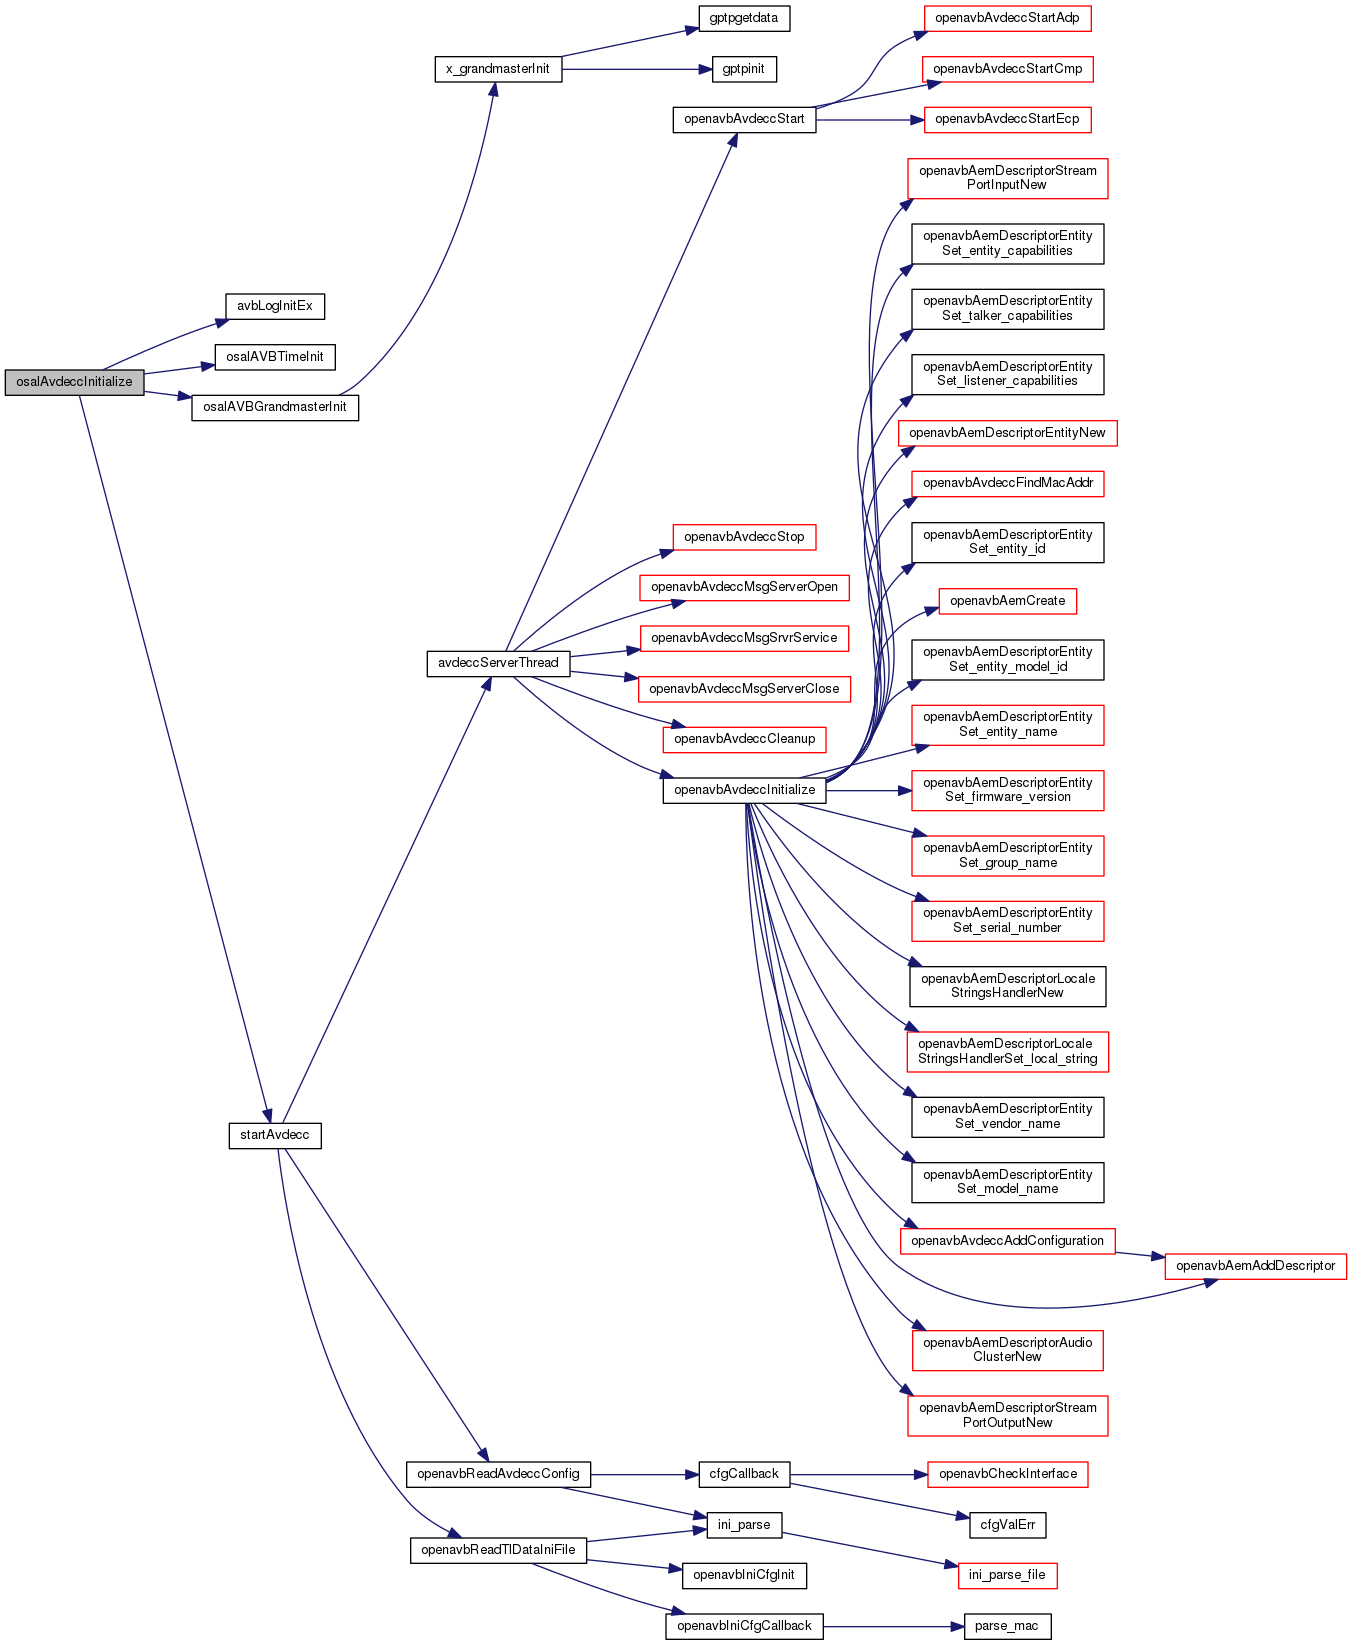 gptpgetdata
openavbAvdeccStartAdp
x_grandmasterInit
gptpinit
openavbAvdeccStartCmp
openavbAvdeccStart
openavbAvdeccStartEcp
openavbAemDescriptorStream
PortInputNew
openavbAemDescriptorEntity
Set_entity_capabilities
avbLogInitEx
openavbAemDescriptorEntity
Set_talker_capabilities
osalAVBTimeInit
openavbAemDescriptorEntity
Set_listener_capabilities
osalAvdeccInitialize
osalAVBGrandmasterInit
openavbAemDescriptorEntityNew
openavbAvdeccFindMacAddr
openavbAvdeccStop
openavbAemDescriptorEntity
Set_entity_id
openavbAvdeccMsgServerOpen
openavbAemCreate
openavbAvdeccMsgSrvrService
avdeccServerThread
openavbAemDescriptorEntity
Set_entity_model_id
openavbAvdeccMsgServerClose
openavbAvdeccCleanup
openavbAemDescriptorEntity
Set_entity_name
openavbAvdeccInitialize
openavbAemDescriptorEntity
Set_firmware_version
openavbAemDescriptorEntity
Set_group_name
openavbAemDescriptorEntity
Set_serial_number
openavbAemDescriptorLocale
StringsHandlerNew
openavbAemDescriptorLocale
StringsHandlerSet_local_string
startAvdecc
openavbAemDescriptorEntity
Set_vendor_name
openavbAemDescriptorEntity
Set_model_name
openavbAvdeccAddConfiguration
openavbAemAddDescriptor
openavbAemDescriptorAudio
ClusterNew
openavbAemDescriptorStream
PortOutputNew
openavbReadAvdeccConfig
cfgCallback
openavbCheckInterface
ini_parse
cfgValErr
openavbReadTlDataIniFile
openavbIniCfgInit
ini_parse_file
openavbIniCfgCallback
parse_mac